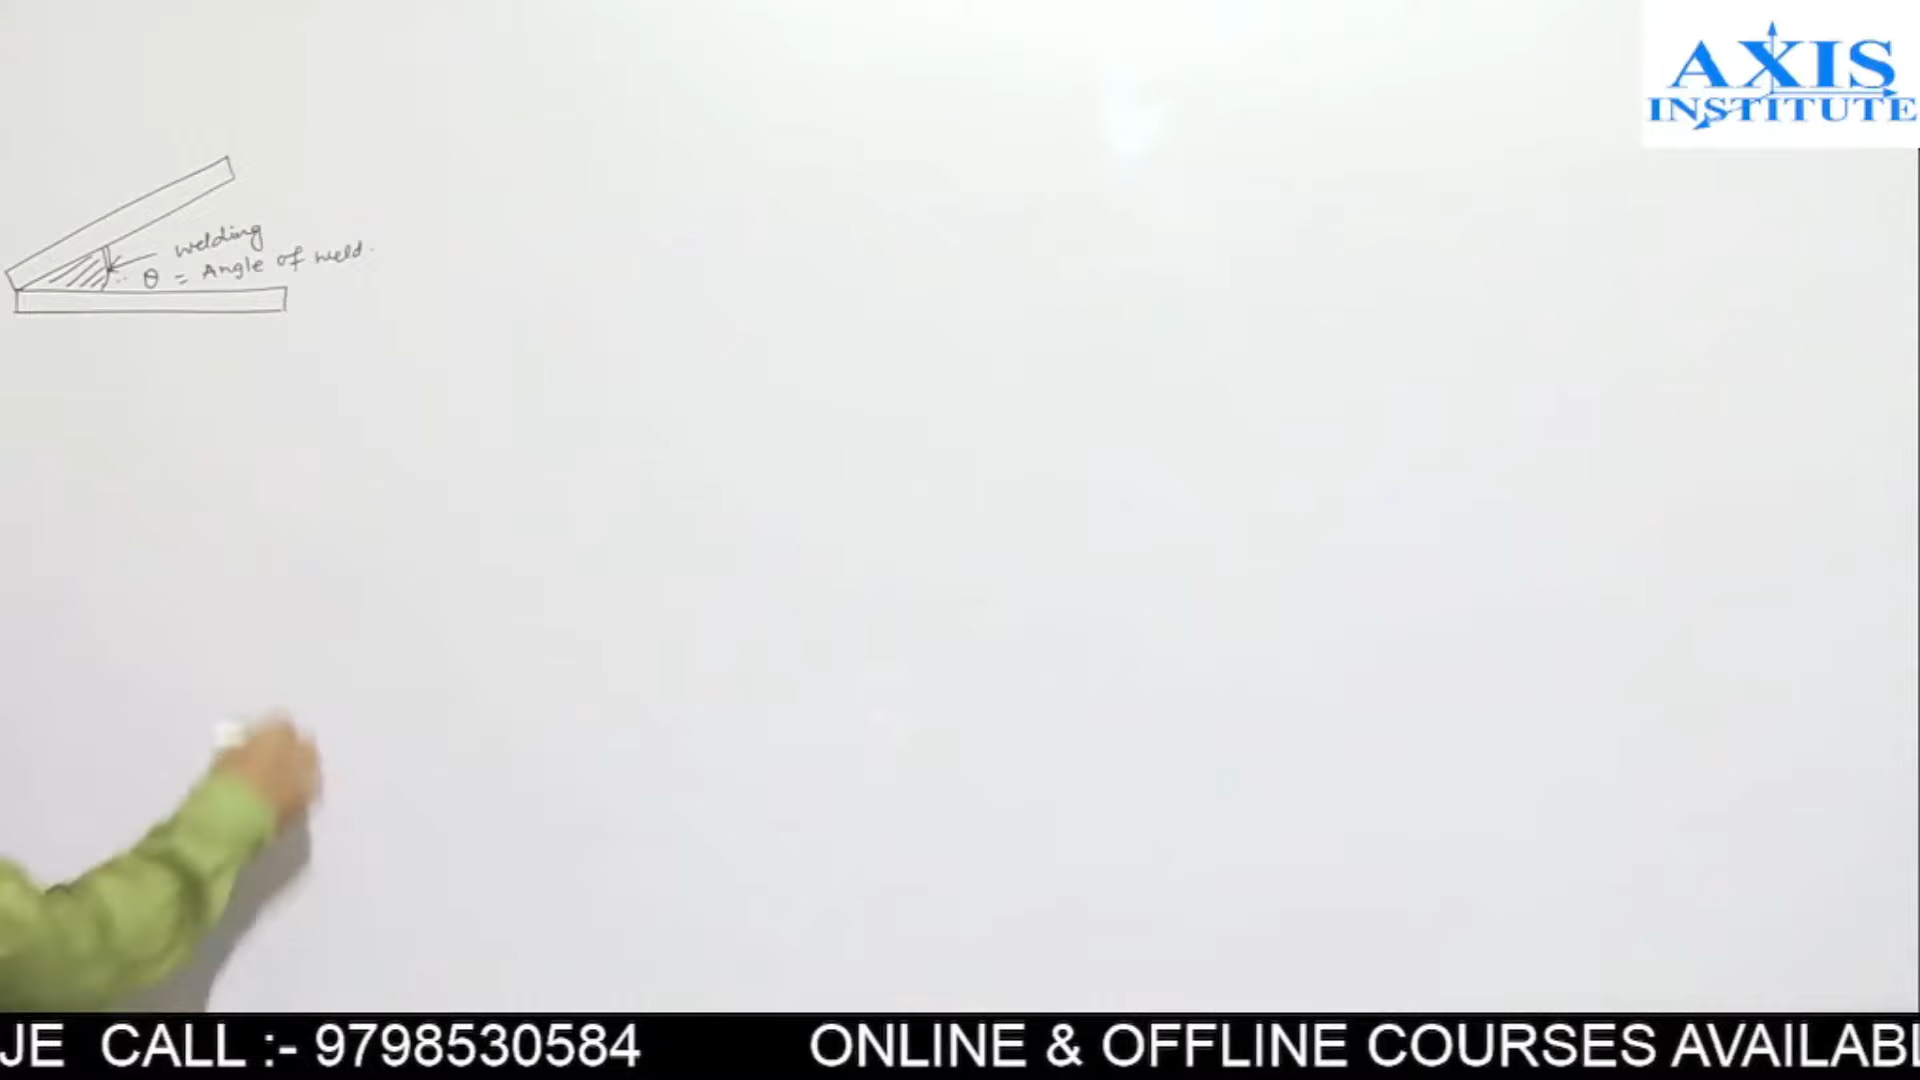 AXIS
INSTITUTE
welding
θ = Angle of weld.
JE CALL :- 9798530584 ONLINE & OFFLINE COURSES AVAILABL